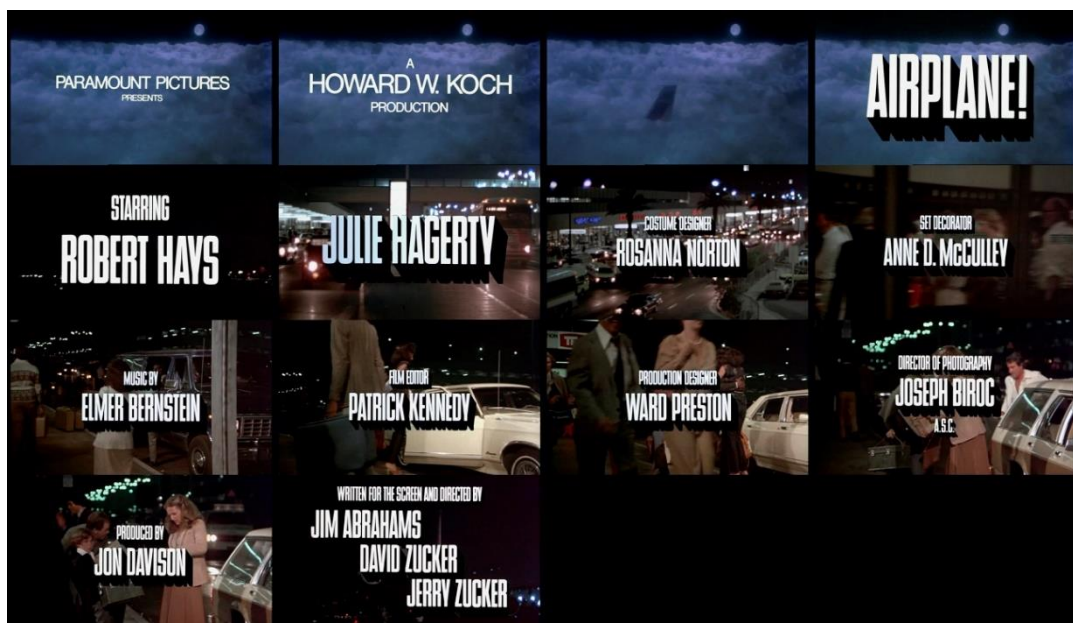 PARAMOUNT PICTURES
PRESENTS
A
HOWARD W. KOCH
PRODUCTION
AIRPLANE!
STARRING
ROBERT HAYS
JULIE HAGERTY
COSTUME DESIGNER
ROSANNA NORTON
SET DECORATOR
ANNE D. McCULLEY
MUSIC BY
ELMER BERNSTEIN
FILM EDITOR
PATRICK KENNEDY
PRODUCTION DESIGNER
WARD PRESTON
DIRECTOR OF PHOTOGRAPHY
JOSEPH BIROC
A.S.C.
PRODUCED BY
JON DAVISON
WRITTEN FOR THE SCREEN AND DIRECTED BY
JIM ABRAHAMS
DAVID ZUCKER
JERRY ZUCKER